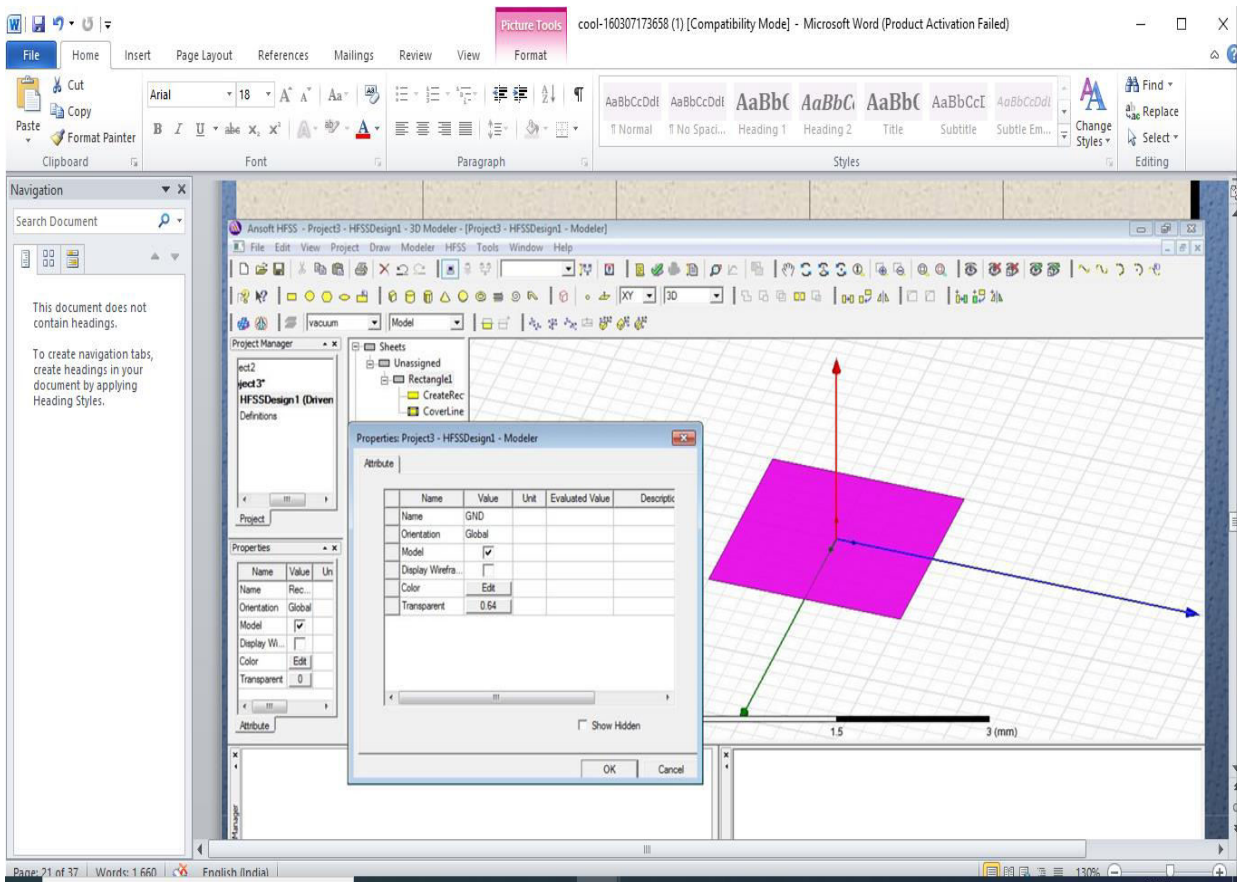 Picture Tools
cool-160307173658 (1) [Compatibility Mode] - Microsoft Word (Product Activation Failed)
File Home Insert Page Layout References Mailings Review View Format
Paste
Cut
Copy
Format Painter
Clipboard
Arial 18
Font
Paragraph
AaBbCcDdI AaBbCcDdI AaBb( AaBbCi AaBb( AaBbCcI AaBbCcDdI
¶ Normal ¶ No Spaci... Heading 1 Heading 2 Title Subtitle Subtle Em...
Change
Styles
Styles
Find
Replace
Select
Editing
Navigation
Search Document
This document does not
contain headings.
To create navigation tabs,
create headings in your
document by applying
Heading Styles.
Ansoft HFSS - Project3 - HFSSDesign1 - 3D Modeler - [Project3 - HFSSDesign1 - Modeler]
File Edit View Project Draw Modeler HFSS Tools Window Help
XY 3D
vacuum Model
Project Manager
ect2
ject3*
HFSSDesign1 (Driven
Definitions
Project
Sheets
Unassigned
Rectangle1
CreateRec
CoverLine
Properties
Name Value Un
Name Rec...
Orientation Global
Model
Display Wi...
Color Edit
Transparent 0
Attribute
Properties: Project3 - HFSSDesign1 - Modeler
Attribute
Name Value Unit Evaluated Value Descriptic
Name GND
Orientation Global
Model
Display Wirefra...
Color Edit
Transparent 0.64
Show Hidden
OK Cancel
1.5 3 (mm)
Manager
Page: 21 of 37 Words: 1,660 English (India) 130%